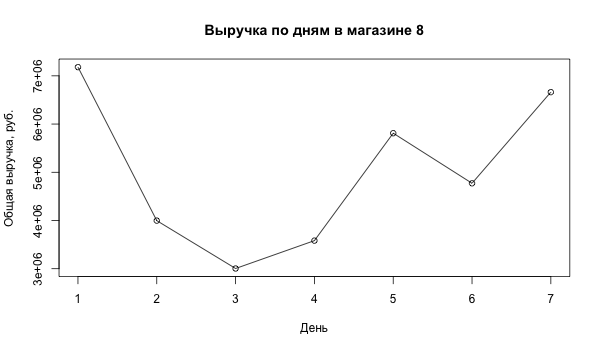 Выручка по дням в магазине 8
Общая выручка, руб.
7e+06
6e+06
5e+06
4e+06
3e+06
1 2 3 4 5 6 7
День